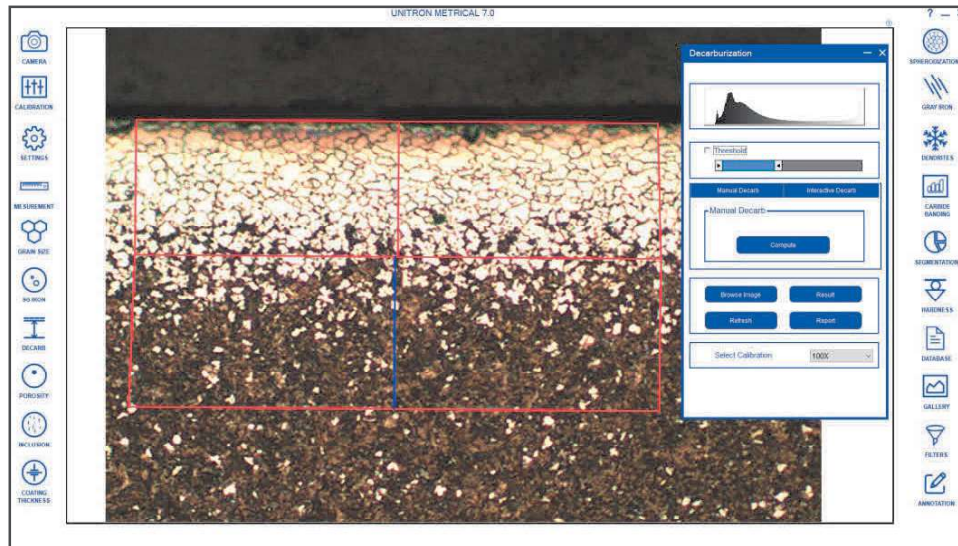 UNITRON METRICAL 7.0
?
CAMERA
CALIBRATION
SETTINGS
MESUREMENT
GRAIN SIZE
SG IRON
DECARB
POROSITY
INCLUSION
COATING
THICKNESS
Decarburization
Threshold
Manual Decarb
Interactive Decarb
Manual Decarb
Compute
Browse Image
Result
Refresh
Report
Select Calibration
100X
SPHERODIZATION
GRAY IRON
DENDRITES
CARBIDE
BANDING
SEGMENTATION
HARDNESS
DATABASE
GALLERY
FILTERS
ANNOTATION